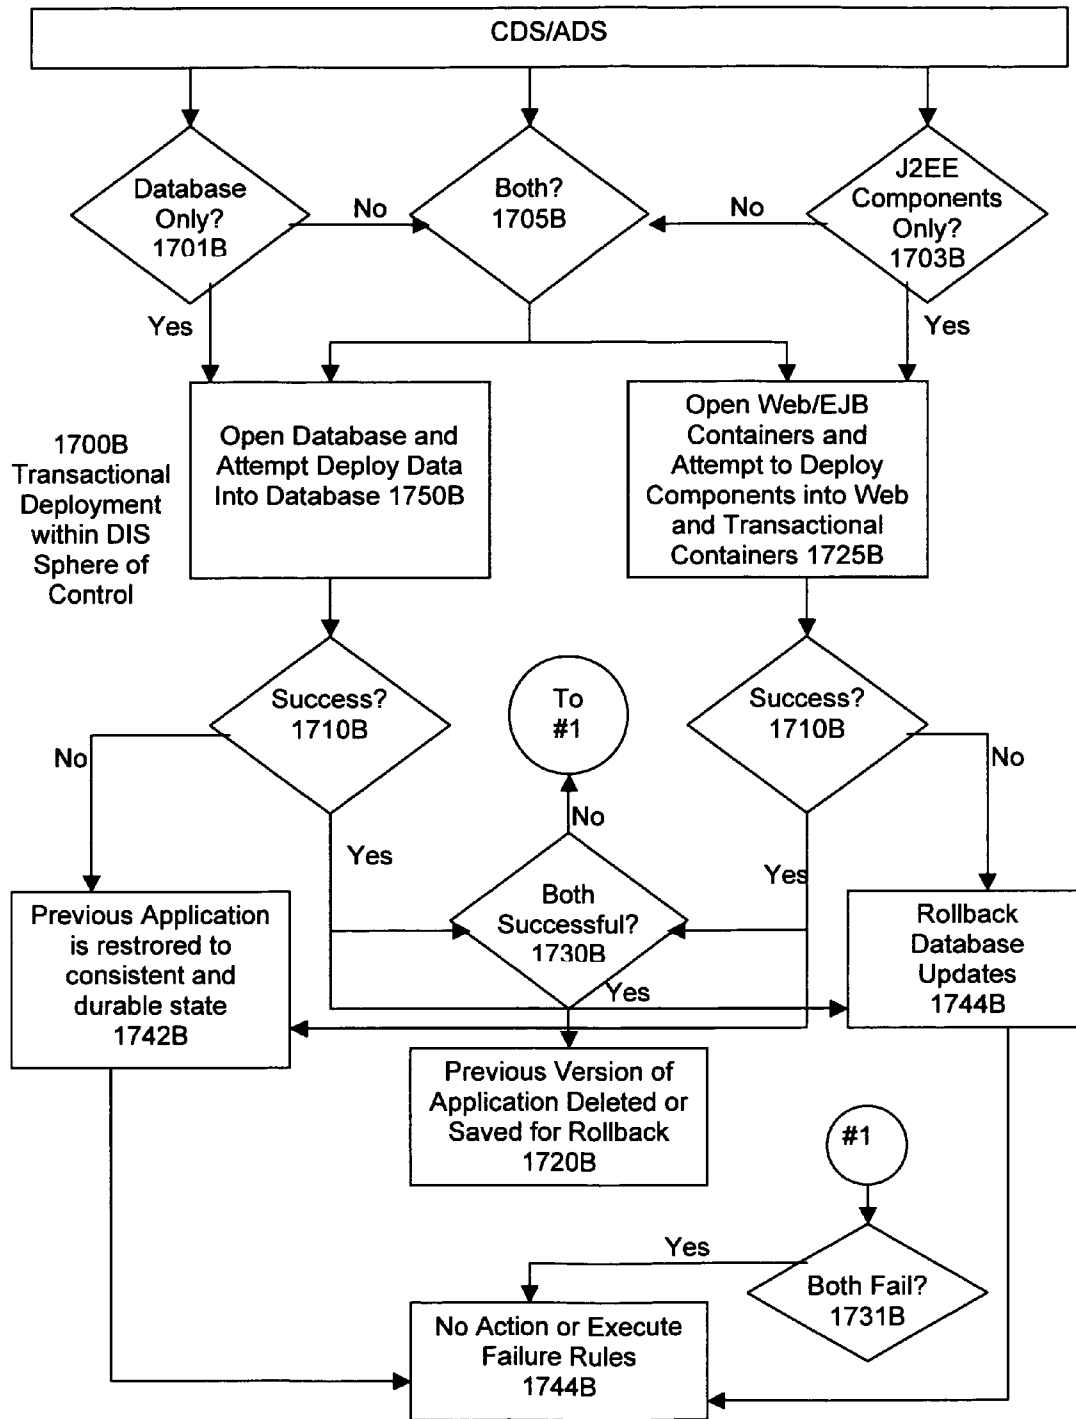 CDS/ADS
Database
Only?
1701B
No
Both?
1705B
No
J2EE
Components
Only?
1703B
Yes
Yes
1700B
Transactional
Deployment
within DIS
Sphere of
Control
Open Database and
Attempt Deploy Data
Into Database 1750B
Open Web/EJB
Containers and
Attempt to Deploy
Components into Web
and Transactional
Containers 1725B
Success?
1710B
To
#1
Success?
1710B
No
No
No
Yes
Yes
Both
Successful?
1730B
Yes
Previous Application
is restrored to
consistent and
durable state
1742B
Rollback
Database
Updates
1744B
Previous Version of
Application Deleted or
Saved for Rollback
1720B
#1
Yes
Both Fail?
1731B
No Action or Execute
Failure Rules
1744B